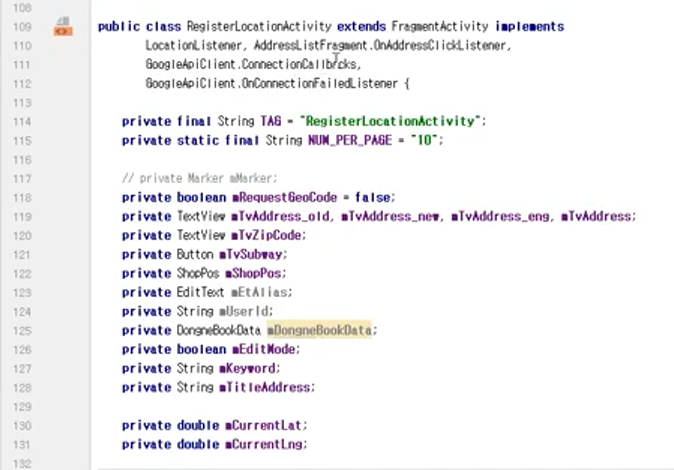 108
109 public class RegisterLocationActivity extends FragmentActivity implements
110 LocationListener, AddressListFragment.OnAddressClickListener,
111 GoogleApiClient.ConnectionCallbacks,
112 GoogleApiClient.OnConnectionFailedListener {
113
114 private final String TAG = "RegisterLocationActivity";
115 private static final String NUM_PER_PAGE = "10";
116
117 // private Marker mMarker;
118 private boolean mRequestGeoCode = false;
119 private TextView mTvAddress_old, mTvAddress_new, mTvAddress_eng, mTvAddress;
120 private TextView mTvZipCode;
121 private Button mTvSubway;
122 private ShopPos mShopPos;
123 private EditText mEtAlias;
124 private String mUserId;
125 private DongneBookData mDongneBookData;
126 private boolean mEditMode;
127 private String mKeyword;
128 private String mTitleAddress;
129
130 private double mCurrentLat;
131 private double mCurrentLng;
132